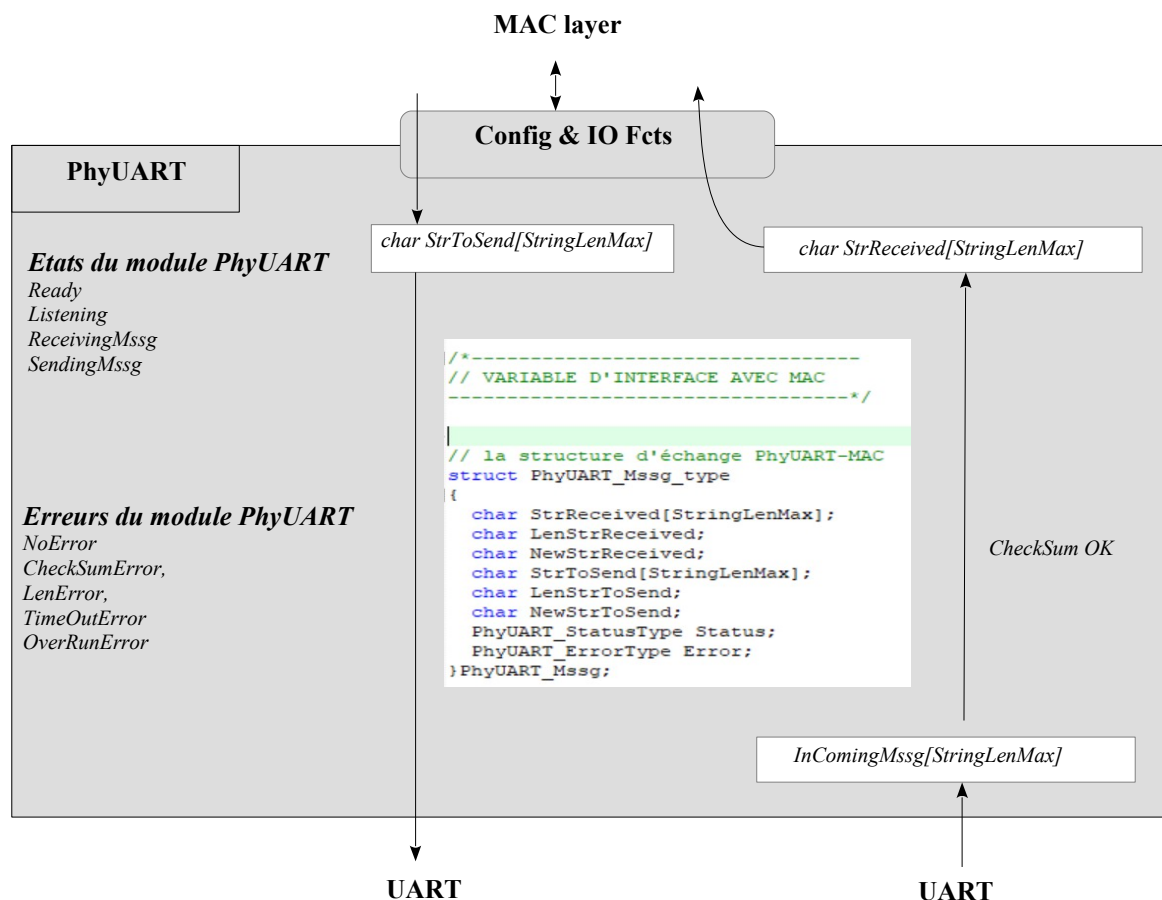 MAC layer
Config & IO Fcts
PhyUART
char StrToSend[StringLenMax]
char StrReceived[StringLenMax]
Etats du module PhyUART
Ready
Listening
ReceivingMssg
SendingMssg
/*---------------------------------
// VARIABLE D'INTERFACE AVEC MAC
----------------------------------*/
// la structure d'échange PhyUART-MAC
struct PhyUART_Mssg_type
{
char StrReceived[StringLenMax];
char LenStrReceived;
char NewStrReceived;
char StrToSend[StringLenMax];
char LenStrToSend;
char NewStrToSend;
PhyUART_StatusType Status;
PhyUART_ErrorType Error;
}PhyUART_Mssg;
Erreurs du module PhyUART
NoError
CheckSumError,
LenError,
TimeOutError
OverRunError
CheckSum OK
InComingMssg[StringLenMax]
UART
UART